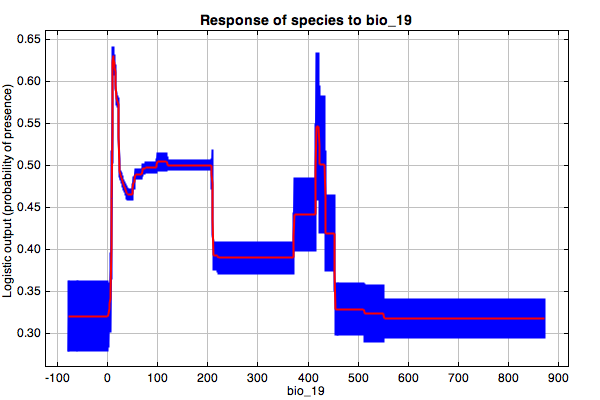 Response of species to bio_19
Logistic output (probability of presence)
0.65
0.60
0.55
0.50
0.45
0.40
0.35
0.30
-100 0 100 200 300 400 500 600 700 800 900
bio_19